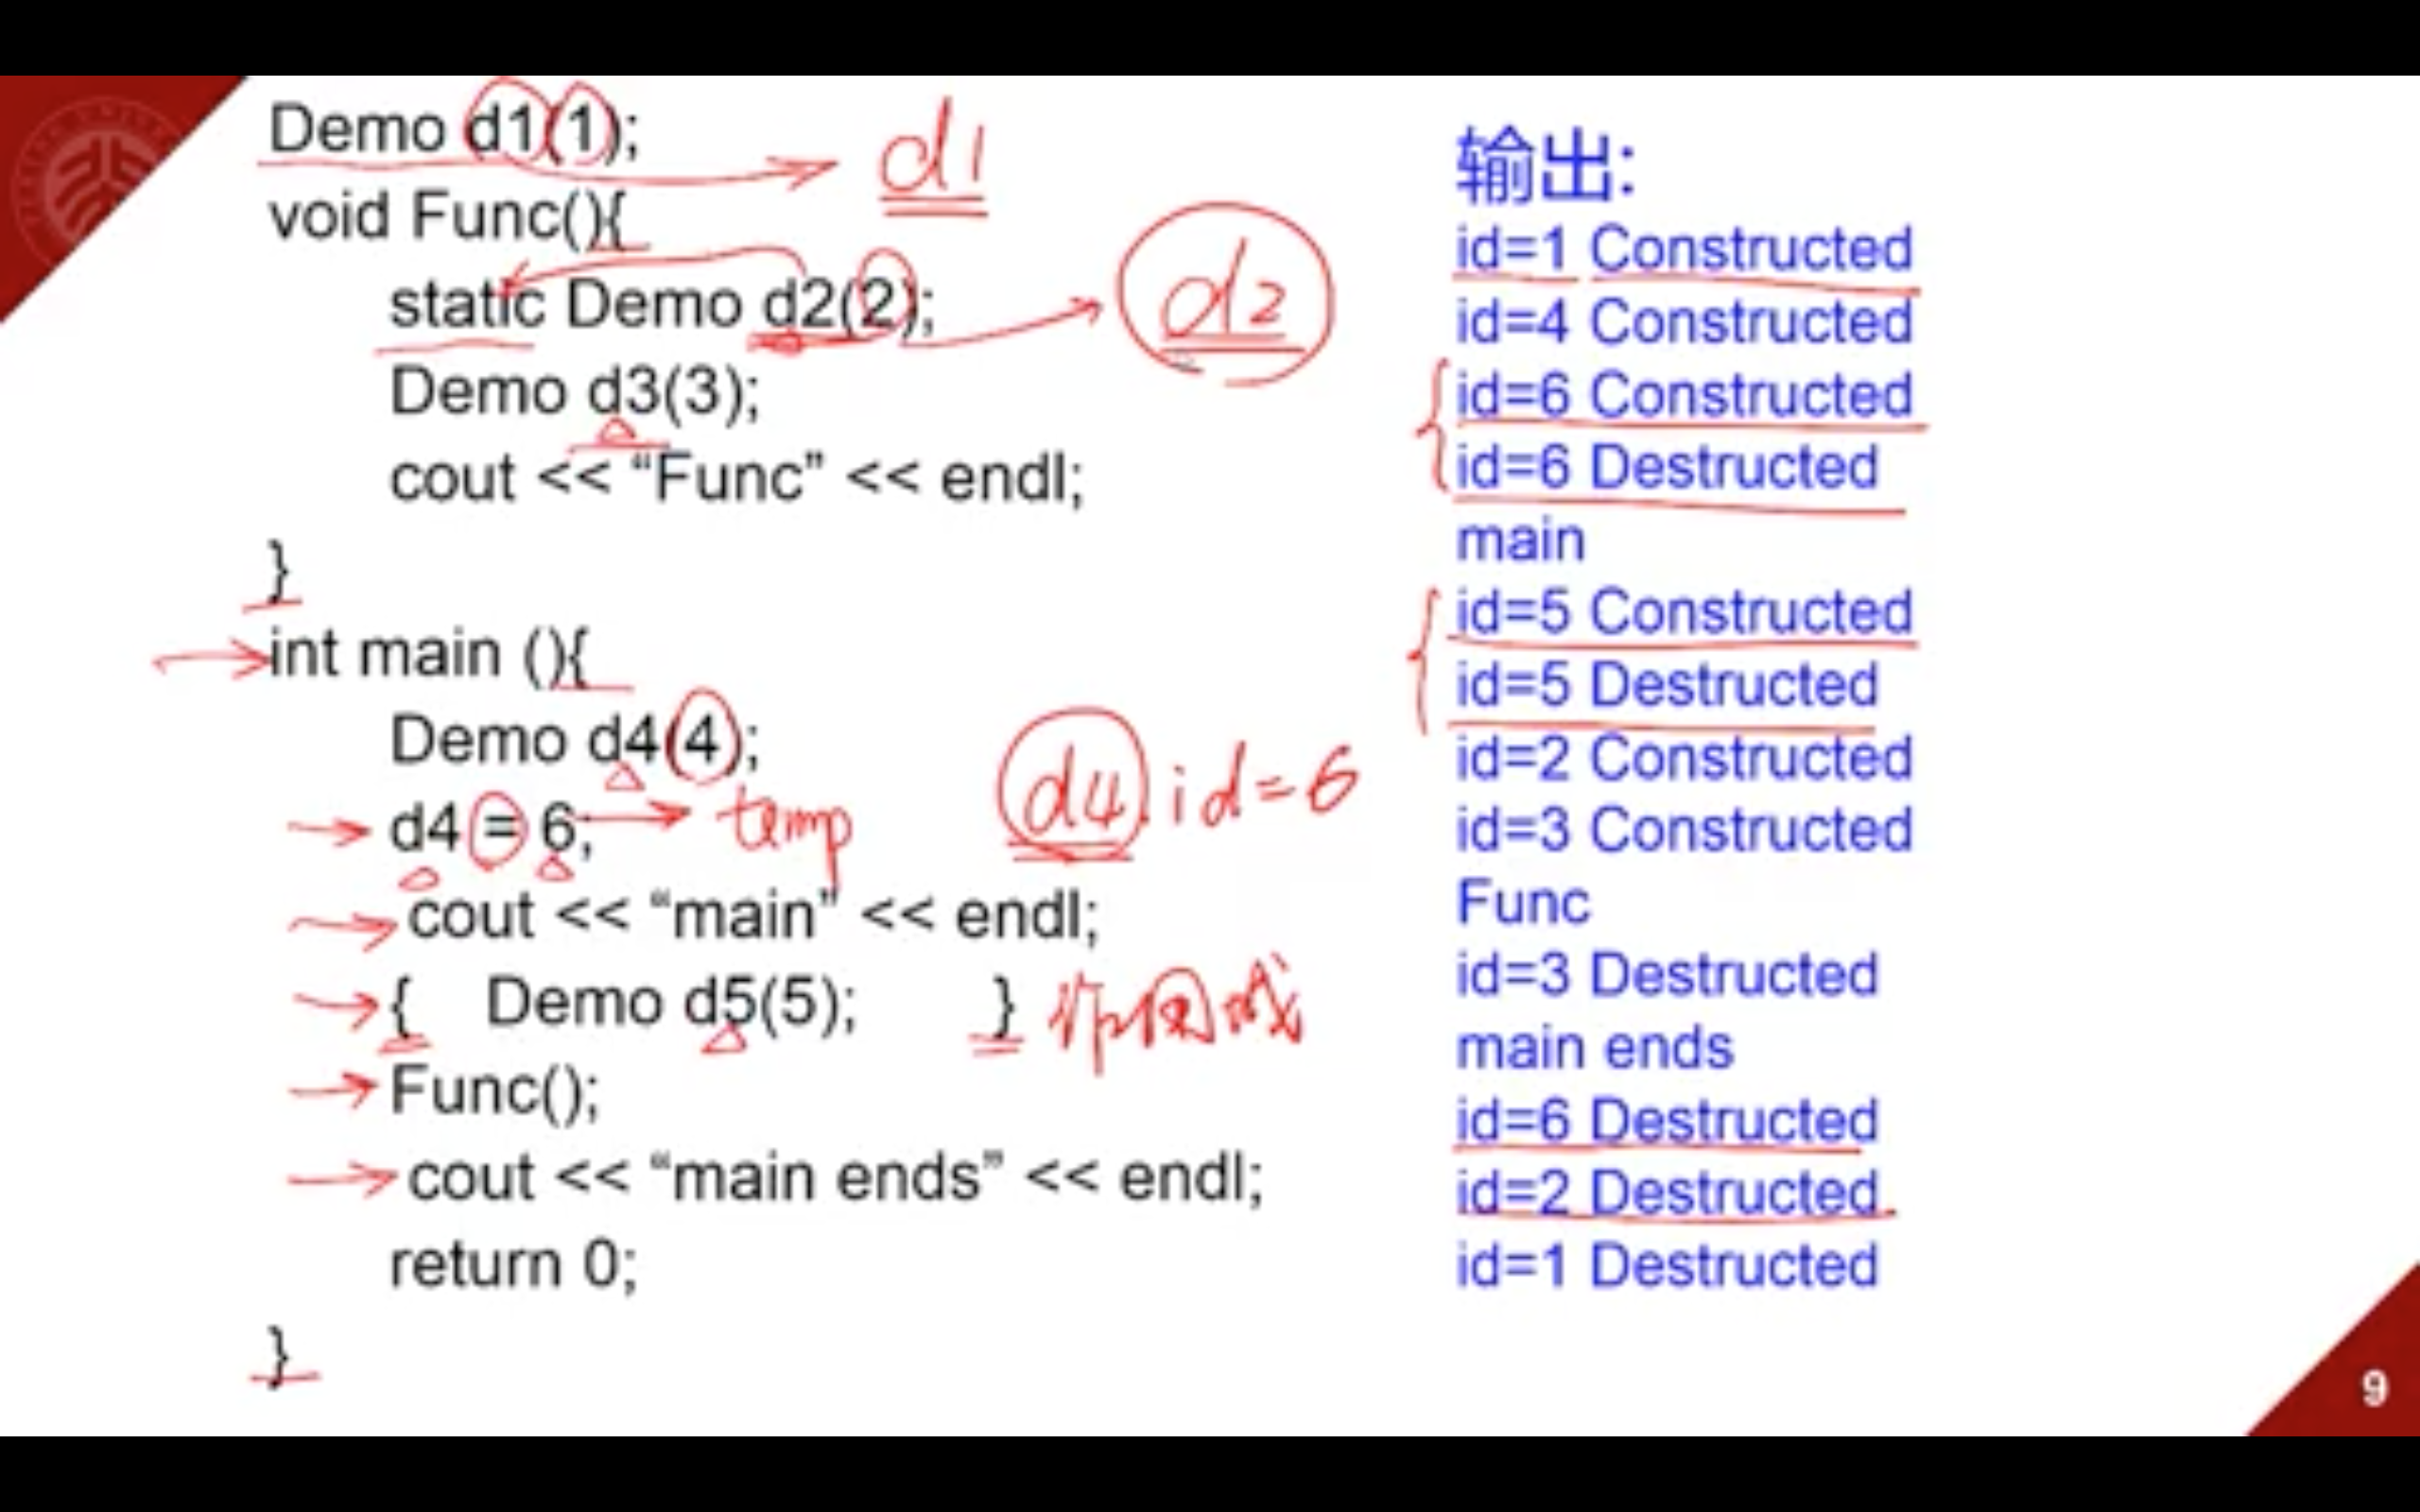 Demo d1(1);
d1
void Func(){
static Demo d2(2);
d2
Demo d3(3);
cout << “Func” << endl;
}
int main (){
Demo d4(4);
d4.id=6
d4 = 6;
temp
cout << “main” << endl;
{ Demo d5(5); }
作用域
Func();
cout << “main ends” << endl;
return 0;
}
输出:
id=1 Constructed
id=4 Constructed
id=6 Constructed
id=6 Destructed
main
id=5 Constructed
id=5 Destructed
id=2 Constructed
id=3 Constructed
Func
id=3 Destructed
main ends
id=6 Destructed
id=2 Destructed
id=1 Destructed
9